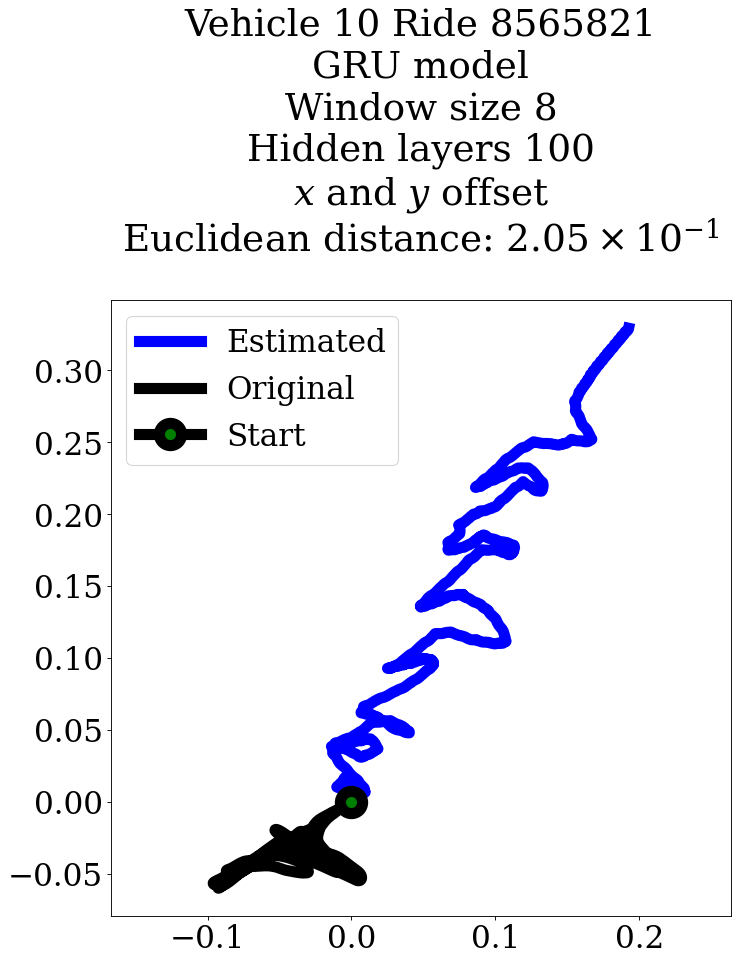 Vehicle 10 Ride 8565821
GRU model
Window size 8
Hidden layers 100
x and y offset
Euclidean distance: 2.05 × 10⁻¹
Estimated
Original
Start
0.30
0.25
0.20
0.15
0.10
0.05
0.00
−0.05
−0.1 0.0 0.1 0.2